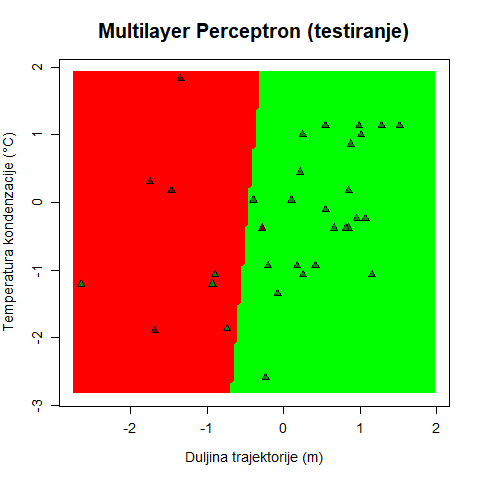 Multilayer Perceptron (testiranje)
Temperatura kondenzacije (°C)
2
1
0
-1
-2
-3
-2 -1 0 1 2
Duljina trajektorije (m)